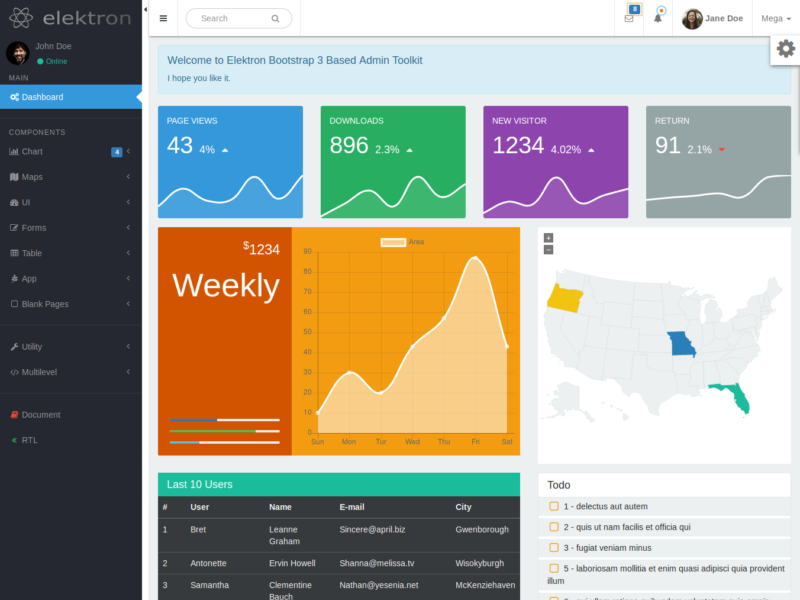 elektron
John Doe
Online
MAIN
Dashboard
COMPONENTS
Chart 4
Maps
UI
Forms
Table
App
Blank Pages
Utility
Multilevel
Document
RTL
Search
8
Jane Doe
Mega
Welcome to Elektron Bootstrap 3 Based Admin Toolkit
I hope you like it.
PAGE VIEWS
43 4%
DOWNLOADS
896 2.3%
NEW VISITOR
1234 4.02%
RETURN
91 2.1%
$1234
Weekly
Area
90
80
70
60
50
40
30
20
10
0
Sun Mon Tur Wed Thu Fri Sat
+
−
Last 10 Users
# User Name E-mail City
1 Bret Leanne Graham Sincere@april.biz Gwenborough
2 Antonette Ervin Howell Shanna@melissa.tv Wisokyburgh
3 Samantha Clementine Bauch Nathan@yesenia.net McKenziehaven
Todo
1 - delectus aut autem
2 - quis ut nam facilis et officia qui
3 - fugiat veniam minus
5 - laboriosam mollitia et enim quasi adipisci quia provident
illum